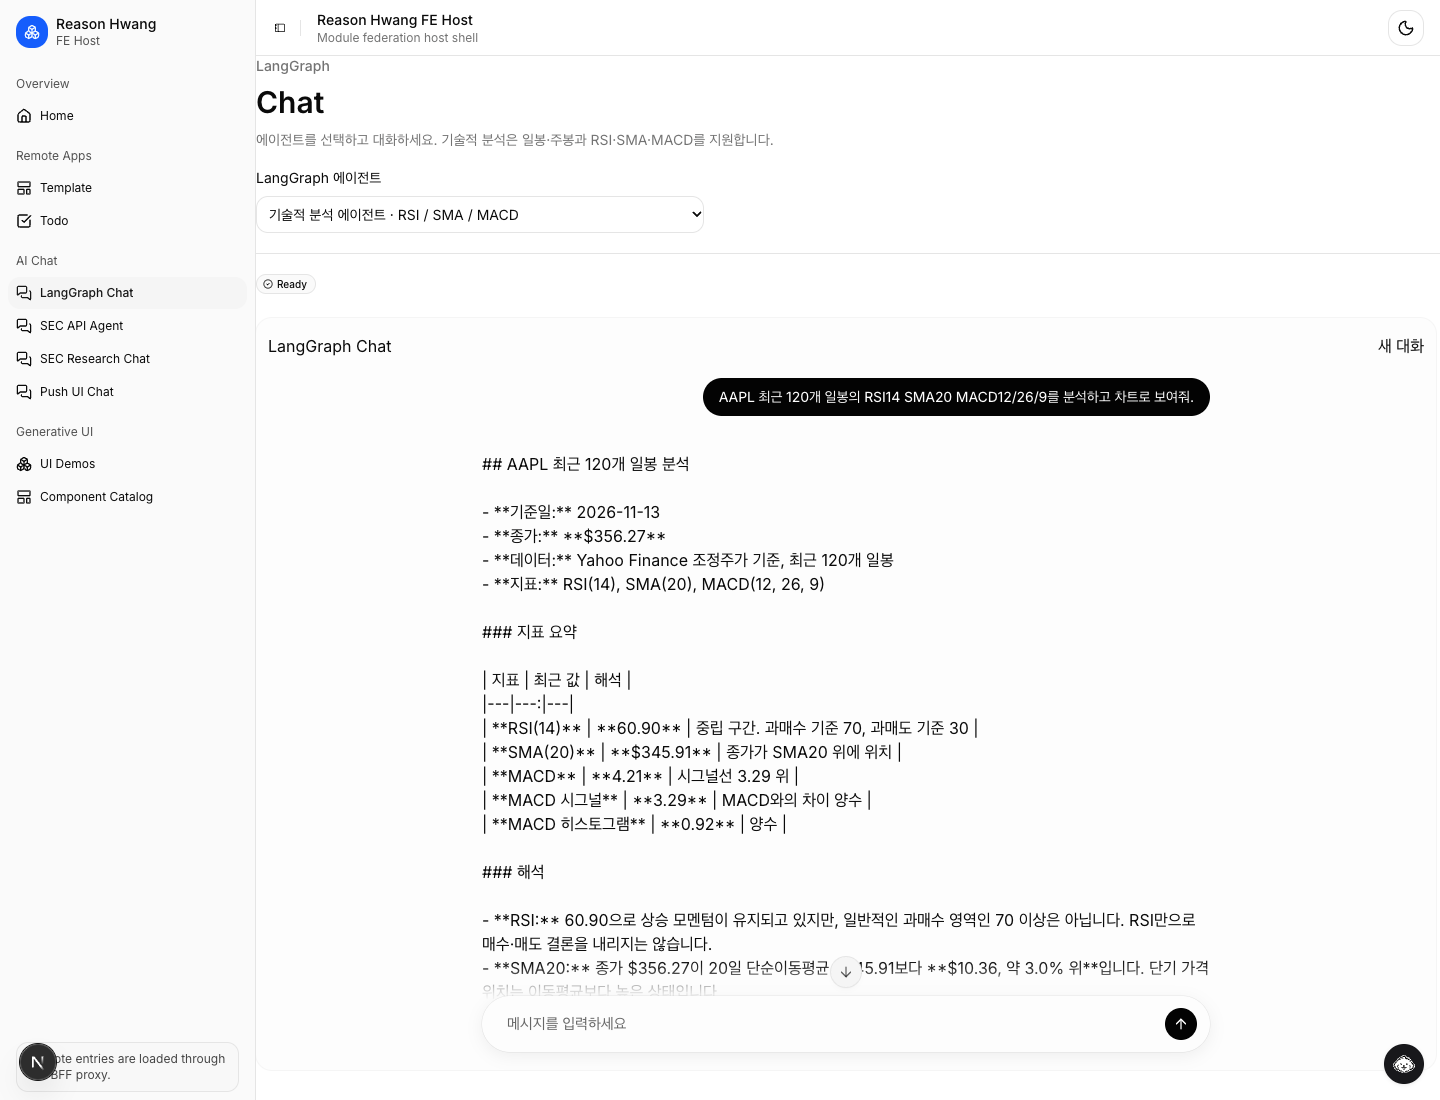 Reason Hwang
FE Host
Overview
Home
Remote Apps
Template
Todo
AI Chat
LangGraph Chat
SEC API Agent
SEC Research Chat
Push UI Chat
Generative UI
UI Demos
Component Catalog
ote entries are loaded through
BFF proxy.
N
Reason Hwang FE Host
Module federation host shell
LangGraph
Chat
에이전트를 선택하고 대화하세요. 기술적 분석은 일봉·주봉과 RSI·SMA·MACD를 지원합니다.
LangGraph 에이전트
기술적 분석 에이전트 · RSI / SMA / MACD
Ready
LangGraph Chat
새 대화
AAPL 최근 120개 일봉의 RSI14 SMA20 MACD12/26/9를 분석하고 차트로 보여줘.
## AAPL 최근 120개 일봉 분석
- **기준일:** 2026-11-13
- **종가:** **$356.27**
- **데이터:** Yahoo Finance 조정주가 기준, 최근 120개 일봉
- **지표:** RSI(14), SMA(20), MACD(12, 26, 9)
### 지표 요약
| 지표 | 최근 값 | 해석 |
|---|---:|---|
| **RSI(14)** | **60.90** | 중립 구간. 과매수 기준 70, 과매도 기준 30 |
| **SMA(20)** | **$345.91** | 종가가 SMA20 위에 위치 |
| **MACD** | **4.21** | 시그널선 3.29 위 |
| **MACD 시그널** | **3.29** | MACD와의 차이 양수 |
| **MACD 히스토그램** | **0.92** | 양수 |
### 해석
- **RSI:** 60.90으로 상승 모멘텀이 유지되고 있지만, 일반적인 과매수 영역인 70 이상은 아닙니다. RSI만으로
매수·매도 결론을 내리지는 않습니다.
- **SMA20:** 종가 $356.27이 20일 단순이동평균 45.91보다 **$10.36, 약 3.0% 위**입니다. 단기 가격
위치는 이동평균보다 높은 상태입니다
메시지를 입력하세요